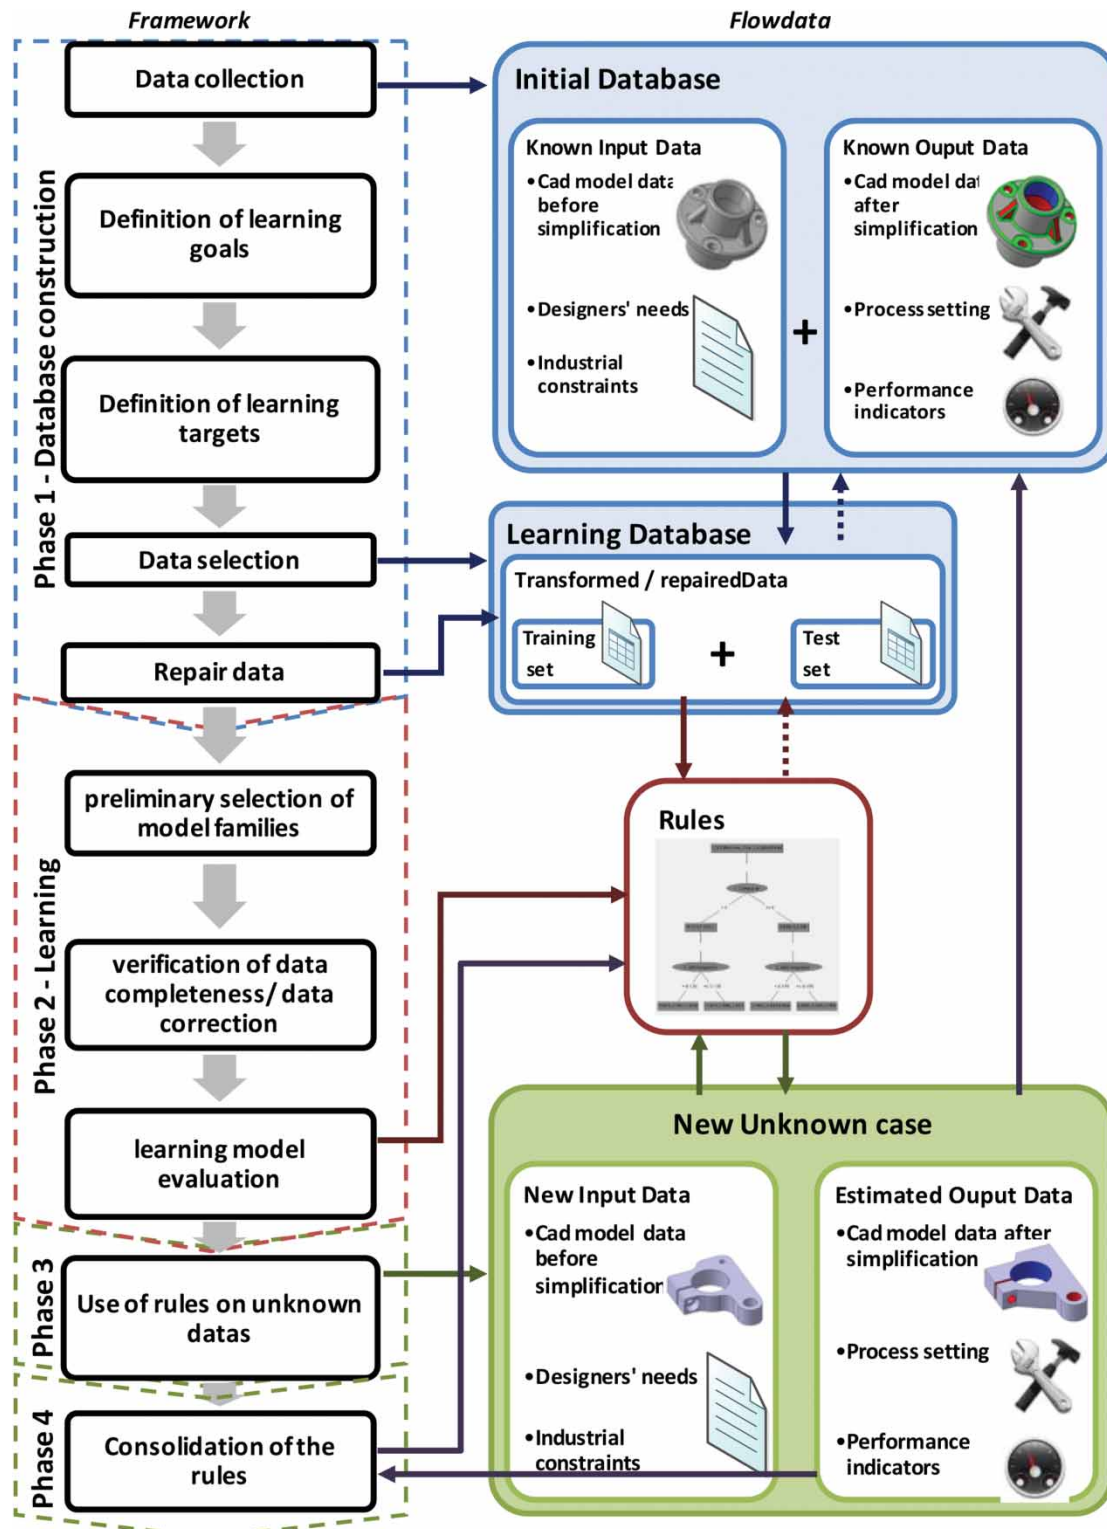 Framework
Flowdata
Phase 1 - Database construction
Data collection
Definition of learning
goals
Definition of learning
targets
Data selection
Repair data
Phase 2 - Learning
preliminary selection of
model families
verification of data
completeness/ data
correction
learning model
evaluation
Phase 3
Use of rules on unknown
datas
Phase 4
Consolidation of the
rules
Initial Database
Known Input Data
•Cad model data
before
simplification
•Designers' needs
•Industrial
constraints
+
Known Ouput Data
•Cad model dat
after
simplification
•Process setting
•Performance
indicators
Learning Database
Transformed / repairedData
Training
set
+
Test
set
Rules
New Unknown case
New Input Data
•Cad model data
before
simplification
•Designers' needs
•Industrial
constraints
Estimated Ouput Data
•Cad model data after
simplification
•Process setting
•Performance
indicators